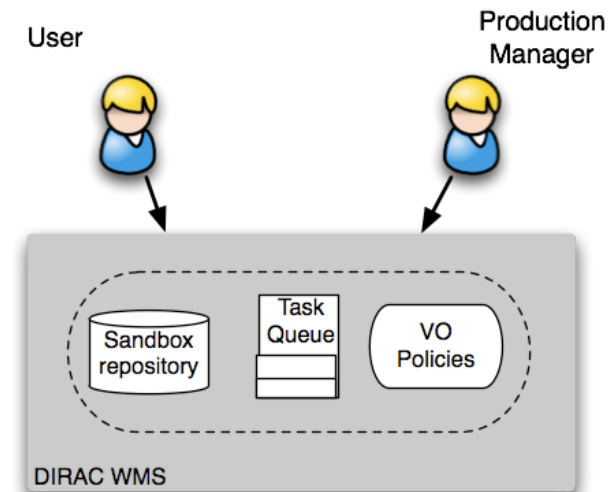 User
Production
Manager
Sandbox
repository
Task
Queue
VO
Policies
DIRAC WMS